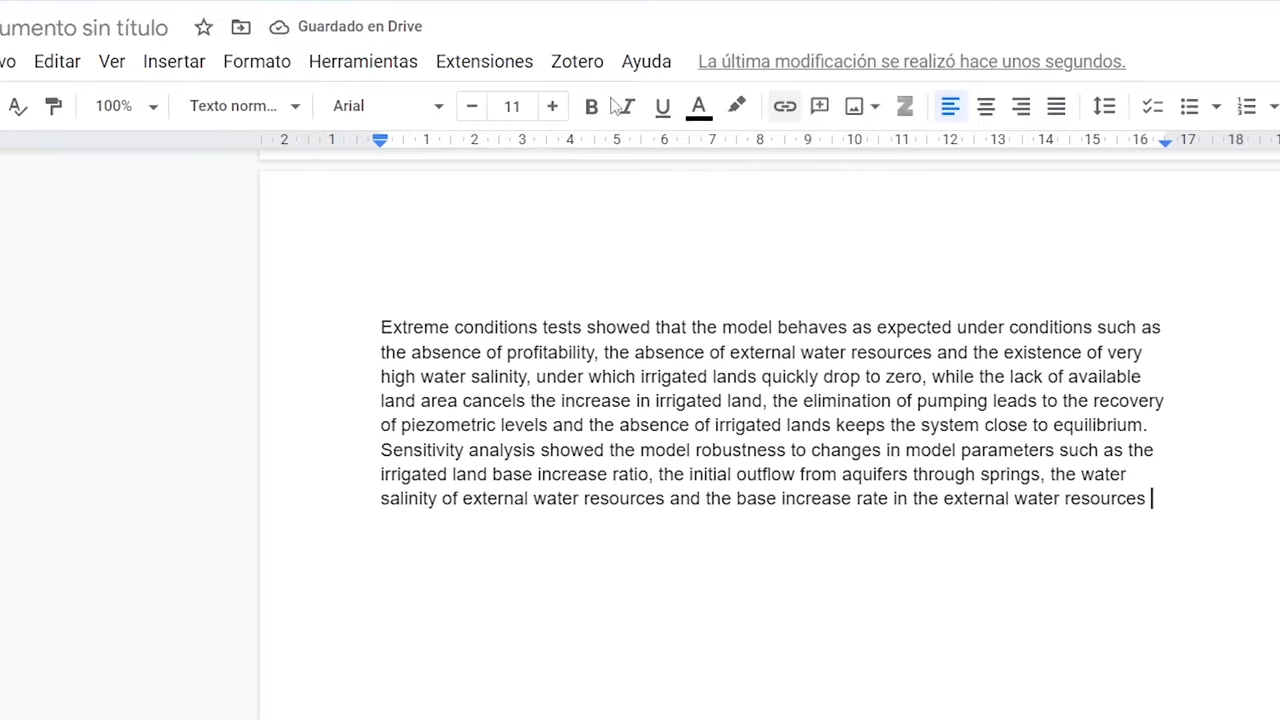 umento sin título Guardado en Drive
vo Editar Ver Insertar Formato Herramientas Extensiones Zotero Ayuda La última modificación se realizó hace unos segundos.
100% Texto norm... Arial − 11 + B I U A Z
2 1 1 2 3 4 5 6 7 8 9 10 11 12 13 14 15 16 17 18
Extreme conditions tests showed that the model behaves as expected under conditions such as
the absence of profitability, the absence of external water resources and the existence of very
high water salinity, under which irrigated lands quickly drop to zero, while the lack of available
land area cancels the increase in irrigated land, the elimination of pumping leads to the recovery
of piezometric levels and the absence of irrigated lands keeps the system close to equilibrium.
Sensitivity analysis showed the model robustness to changes in model parameters such as the
irrigated land base increase ratio, the initial outflow from aquifers through springs, the water
salinity of external water resources and the base increase rate in the external water resources